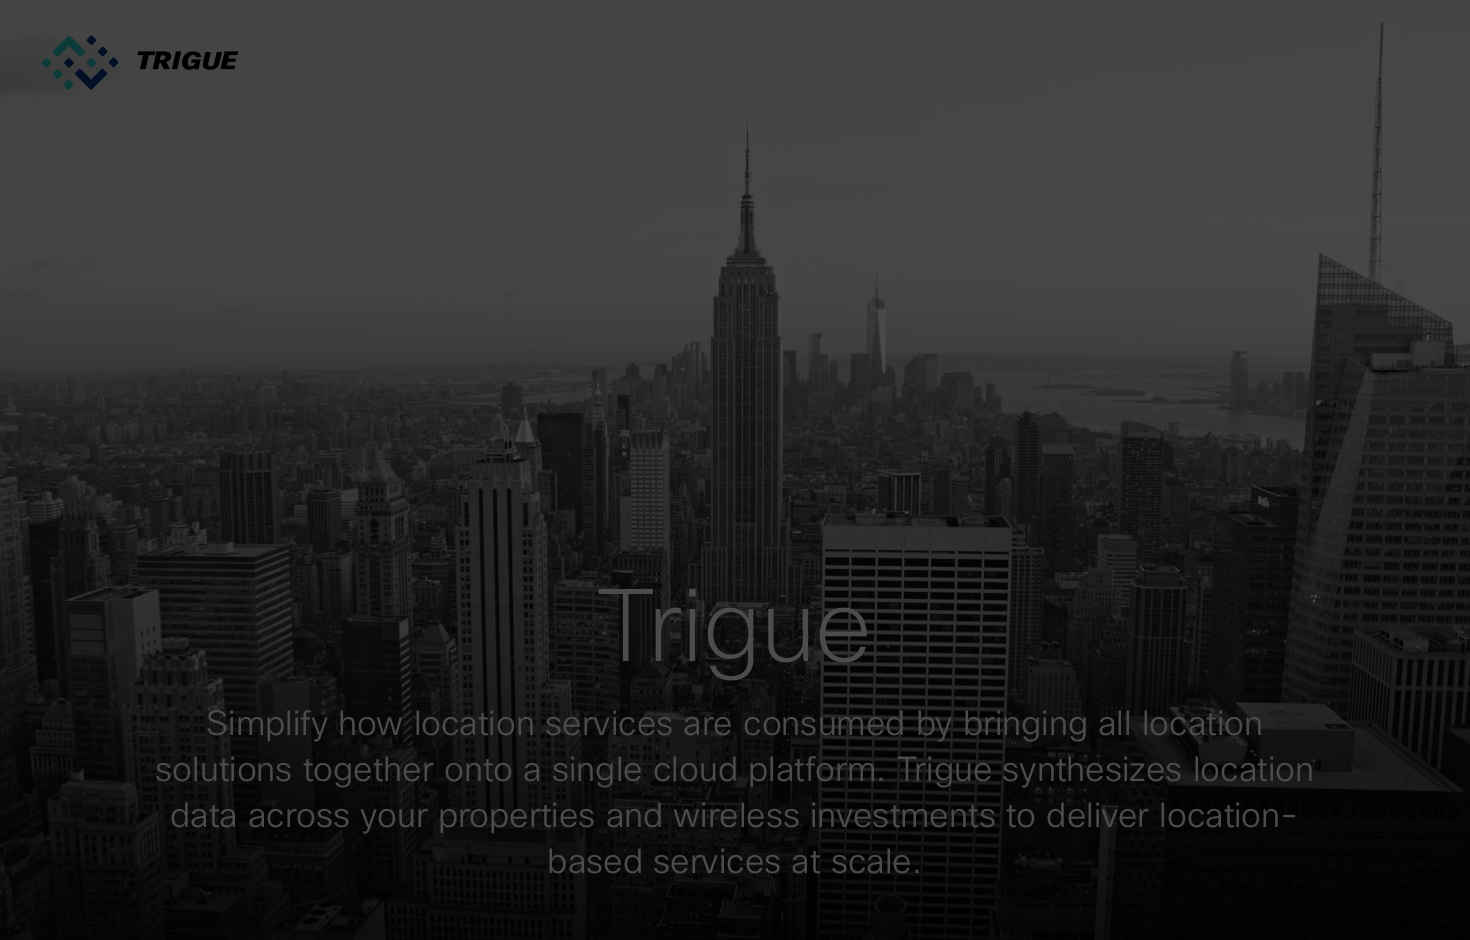 TRIGUE
Trigue
Simplify how location services are consumed by bringing all location
solutions together onto a single cloud platform. Trigue synthesizes location
data across your properties and wireless investments to deliver location-
based services at scale.